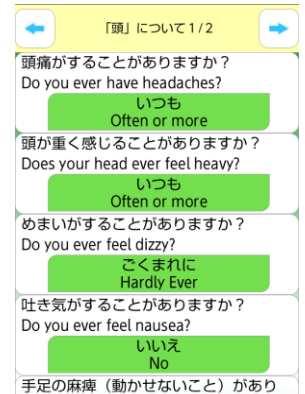 「頭」について1/2
頭痛がすることがありますか？
Do you ever have headaches?
いつも
Often or more
頭が重く感じることがありますか？
Does your head ever feel heavy?
いつも
Often or more
めまいがすることがありますか？
Do you ever feel dizzy?
ごくまれに
Hardly Ever
吐き気がすることがありますか？
Do you ever feel nausea?
いいえ
No
手足の麻痺（動かせないこと）があり